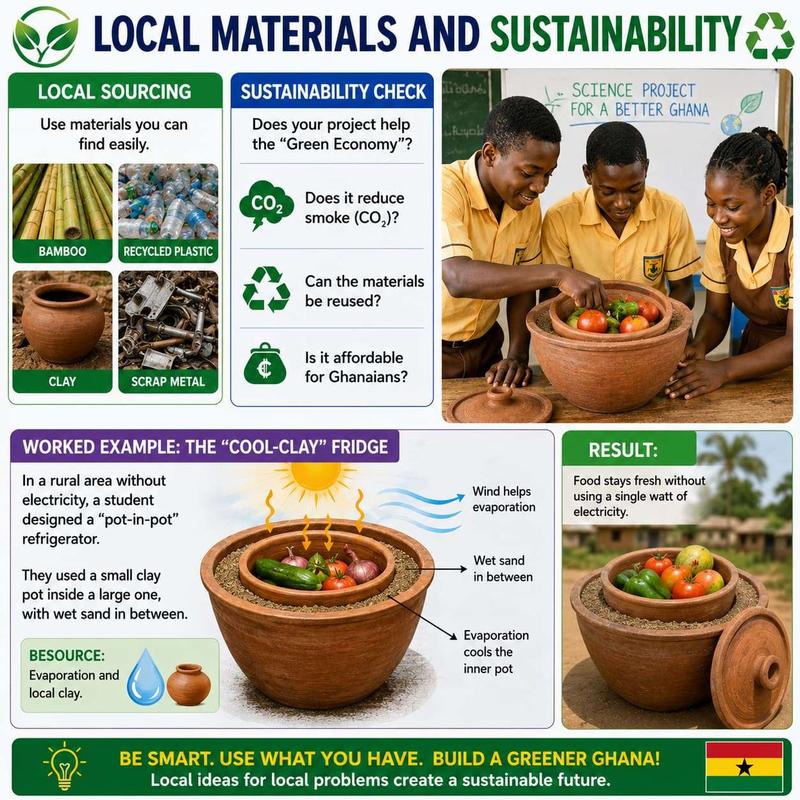 LOCAL MATERIALS AND SUSTAINABILITY
LOCAL SOURCING
Use materials you can
find easily.
BAMBOO
RECYCLED PLASTIC
CLAY
SCRAP METAL
SUSTAINABILITY CHECK
Does your project help
the “Green Economy”?
CO₂
Does it reduce
smoke (CO₂)?
Can the materials
be reused?
₵
Is it affordable
for Ghanaians?
SCIENCE PROJECT
FOR A BETTER GHANA
WORKED EXAMPLE: THE “COOL-CLAY” FRIDGE
In a rural area without
electricity, a student
designed a “pot-in-pot”
refrigerator.
They used a small clay
pot inside a large one,
with wet sand in between.
BESOURCE:
Evaporation and
local clay.
Wind helps
evaporation
Wet sand
in between
Evaporation
cools the
inner pot
RESULT:
Food stays fresh without
using a single watt of
electricity.
BE SMART. USE WHAT YOU HAVE. BUILD A GREENER GHANA!
Local ideas for local problems create a sustainable future.